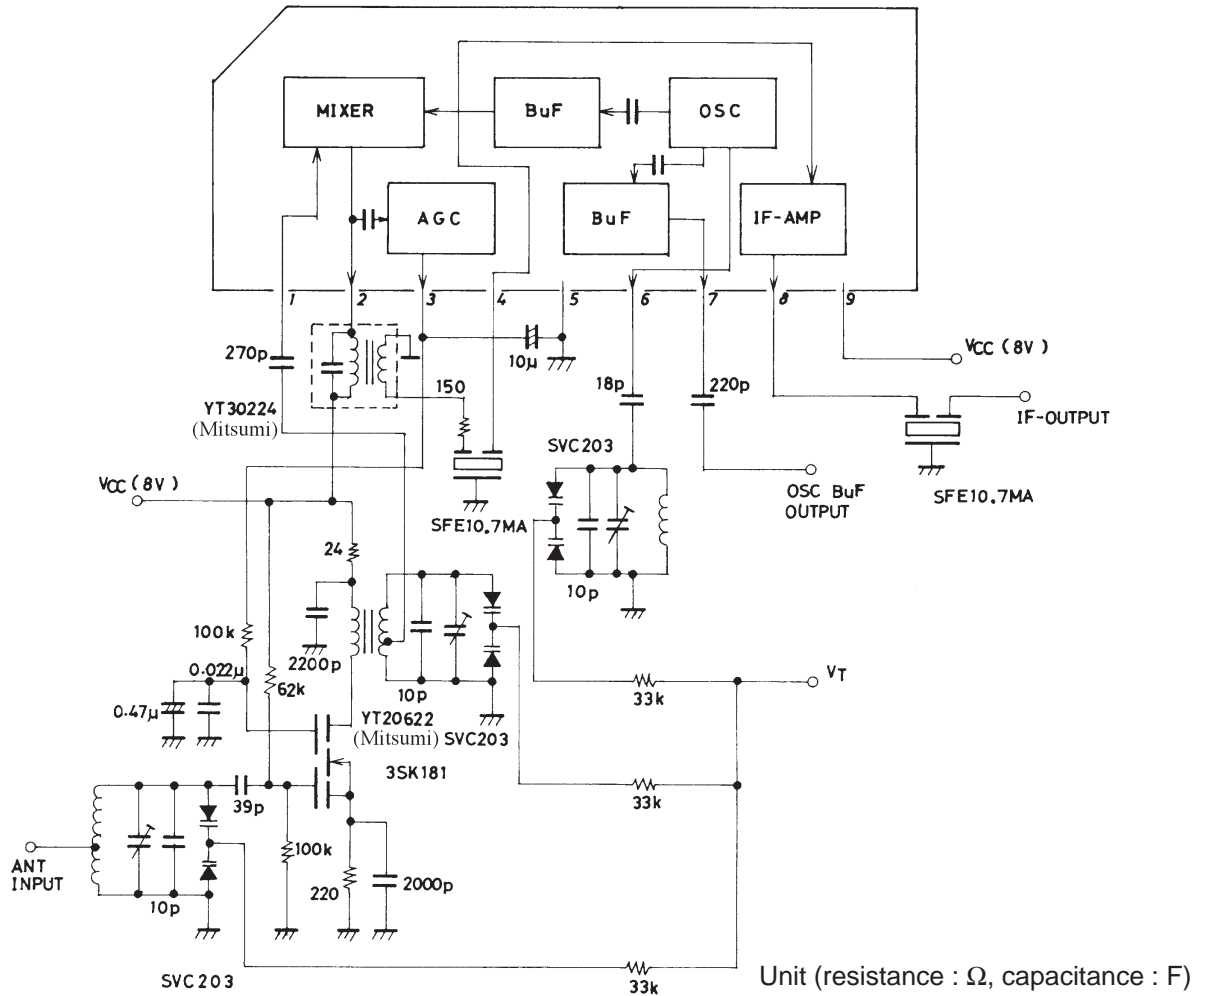 MIXER
BuF
OSC
AGC
BuF
IF-AMP
1 2 3 4 5 6 7 8 9
270p
10μ
VCC (8V)
150
18p
220p
YT30224
(Mitsumi)
IF-OUTPUT
SVC203
VCC (8V)
OSC BuF
OUTPUT
SFE10.7MA
SFE10.7MA
24
10p
100k
2200p
0.022μ
62k
10p
VT
33k
0.47μ
YT20622
(Mitsumi)
SVC203
3SK181
39p
33k
ANT
INPUT
100k
10p
220
2000p
SVC203
33k
Unit (resistance : Ω, capacitance : F)